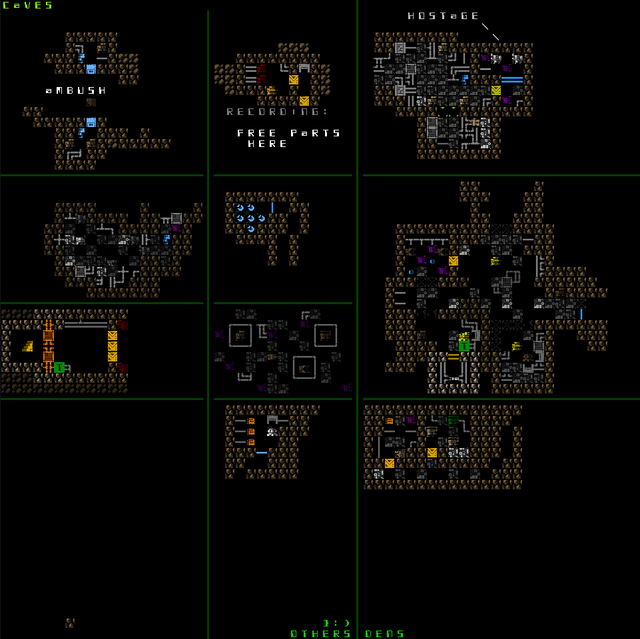 CaVES
HOSTaGE
aMBUSH
RECORDING:
FREE PaRTS
HERE
}:)
OTHERS
DENS